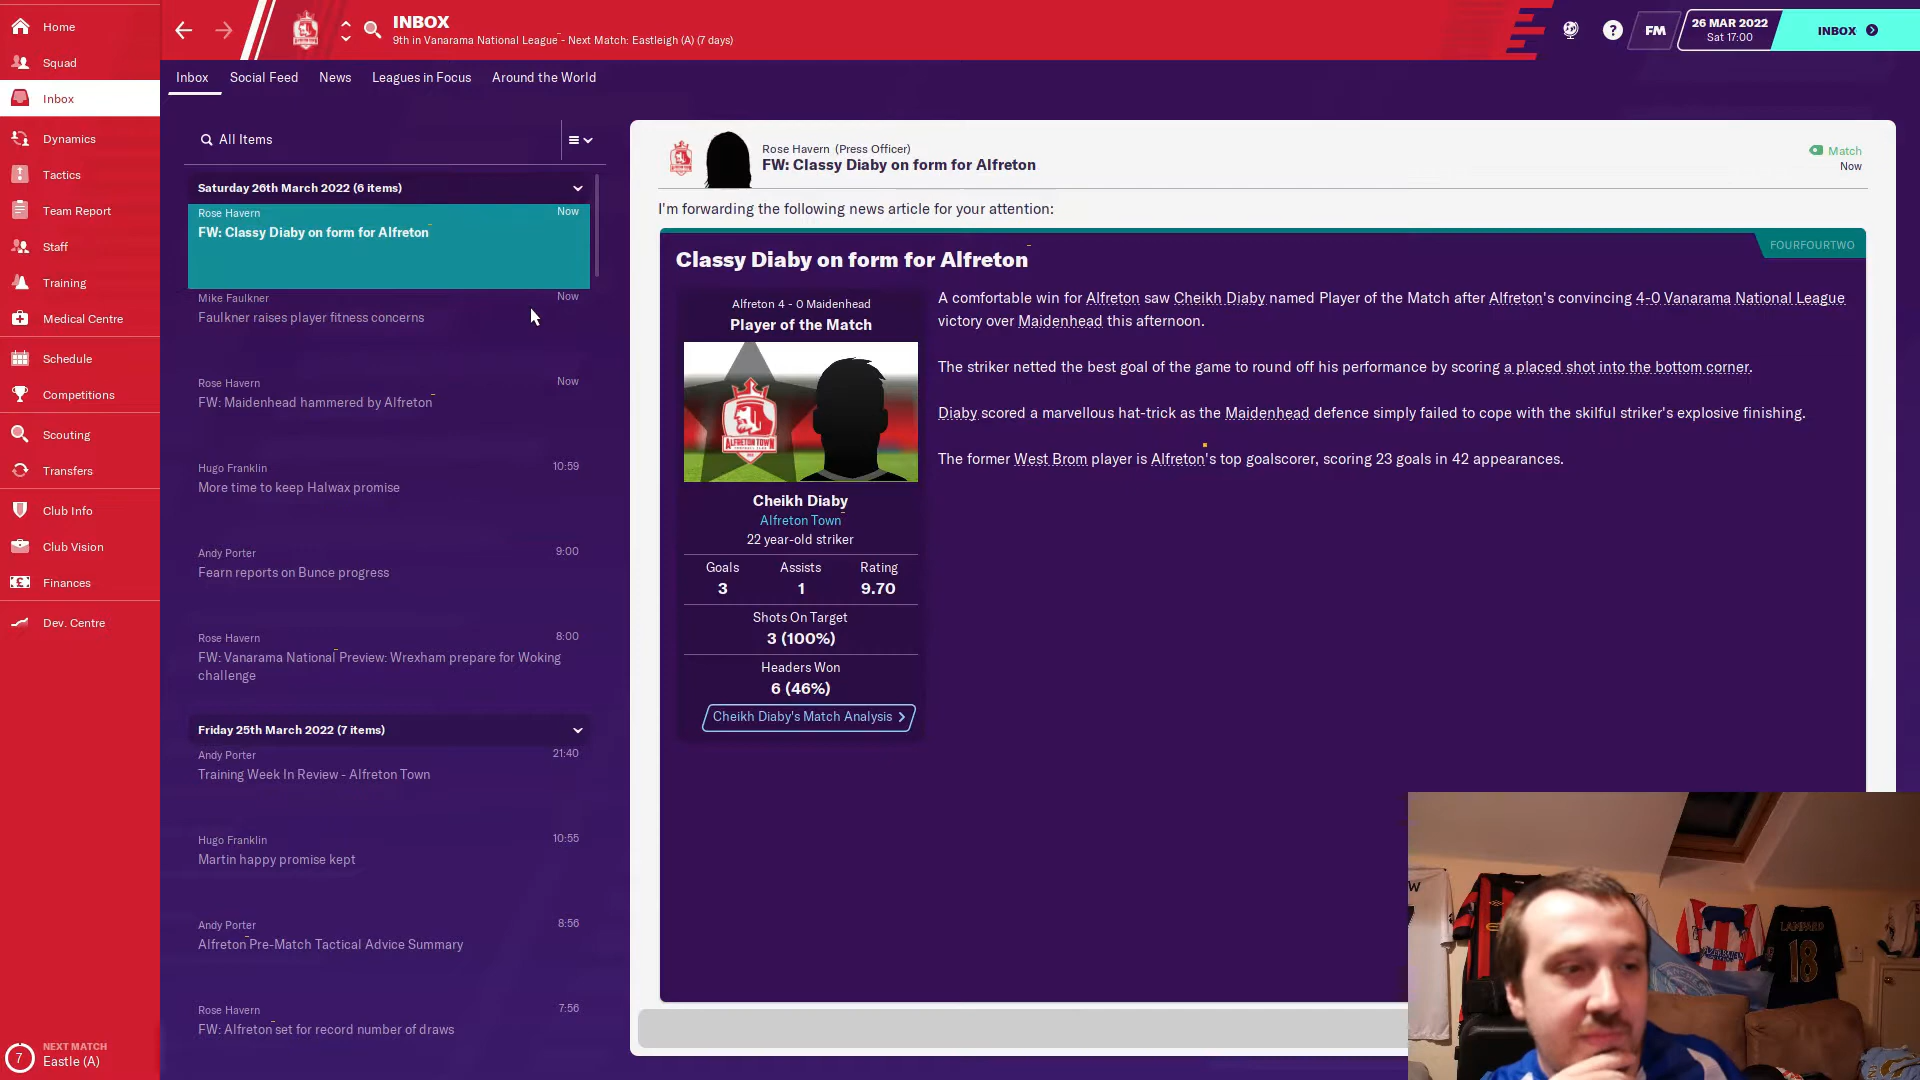 Home
Squad
Inbox
Dynamics
Tactics
Team Report
Staff
Training
Medical Centre
Schedule
Competitions
Scouting
Transfers
Club Info
Club Vision
Finances
Dev. Centre
7
NEXT MATCH
Eastle (A)
INBOX
9th in Vanarama National League - Next Match: Eastleigh (A) (7 days)
?
FM
26 MAR 2022
Sat 17:00
INBOX
Inbox
Social Feed
News
Leagues in Focus
Around the World
All Items
Saturday 26th March 2022 (6 items)
Rose Havern
Now
FW: Classy Diaby on form for Alfreton
Mike Faulkner
Now
Faulkner raises player fitness concerns
Rose Havern
Now
FW: Maidenhead hammered by Alfreton
Hugo Franklin
10:59
More time to keep Halwax promise
Andy Porter
9:00
Fearn reports on Bunce progress
Rose Havern
8:00
FW: Vanarama National Preview: Wrexham prepare for Woking
challenge
Friday 25th March 2022 (7 items)
Andy Porter
21:40
Training Week In Review - Alfreton Town
Hugo Franklin
10:55
Martin happy promise kept
Andy Porter
8:56
Alfreton Pre-Match Tactical Advice Summary
Rose Havern
7:56
FW: Alfreton set for record number of draws
Rose Havern (Press Officer)
FW: Classy Diaby on form for Alfreton
Match
Now
I'm forwarding the following news article for your attention:
FOURFOURTWO
Classy Diaby on form for Alfreton
Alfreton 4 - 0 Maidenhead
Player of the Match
ALFRETON TOWN
Cheikh Diaby
Alfreton Town
22 year-old striker
Goals
Assists
Rating
3
1
9.70
Shots On Target
3 (100%)
Headers Won
6 (46%)
Cheikh Diaby's Match Analysis
A comfortable win for Alfreton saw Cheikh Diaby named Player of the Match after Alfreton's convincing 4-0 Vanarama National League
victory over Maidenhead this afternoon.
The striker netted the best goal of the game to round off his performance by scoring a placed shot into the bottom corner.
Diaby scored a marvellous hat-trick as the Maidenhead defence simply failed to cope with the skilful striker's explosive finishing.
The former West Brom player is Alfreton's top goalscorer, scoring 23 goals in 42 appearances.
LAMPARD
18